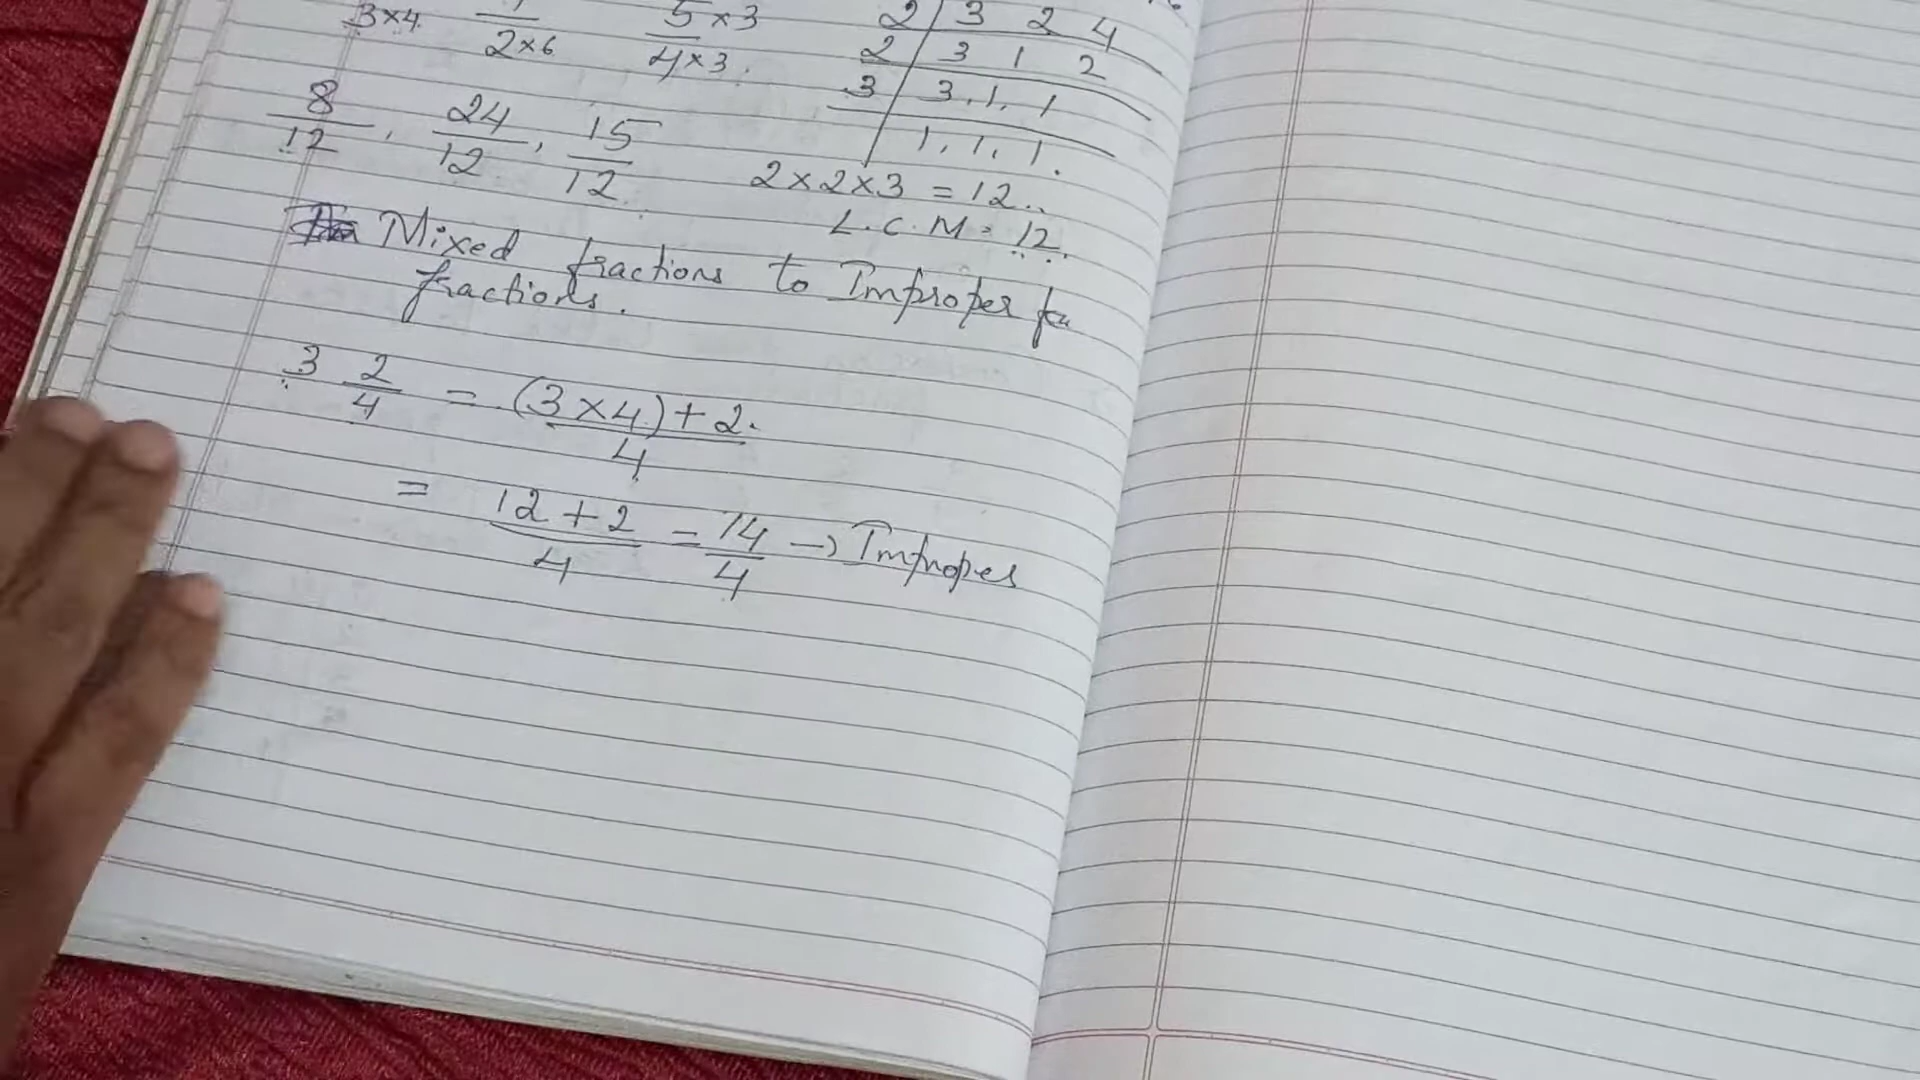 3×4 2×6 5×3/4×3.
2 | 3 2 4
2 | 3 1 2
3 | 3, 1, 1
1, 1, 1.
8/12, 24/12, 15/12
2×2×3 = 12..
L.C.M = 12.
Mixed fractions to Improper
fractions.
3 2/4 = (3×4)+2/4
= 12+2/4 = 14/4 → Improper